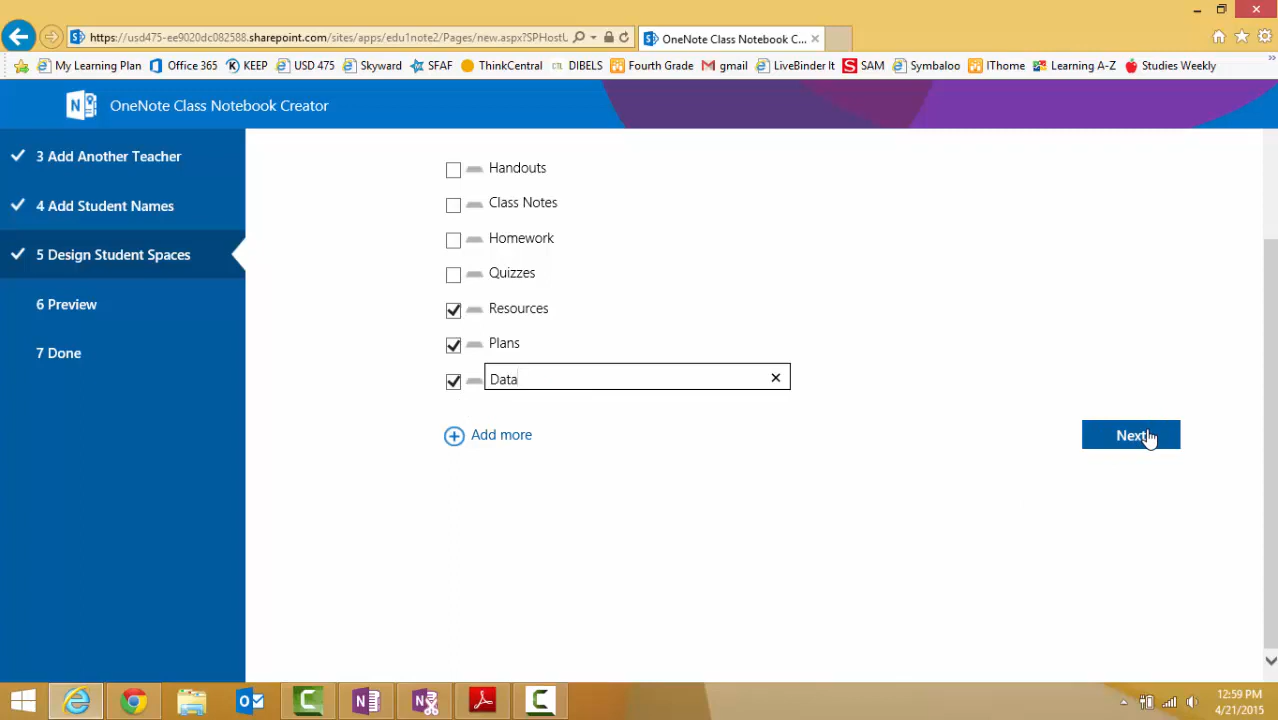 https://usd475-ee9020dc082588.sharepoint.com/sites/apps/edu1note2/Pages/new.aspx?SPHostU
OneNote Class Notebook C...
My Learning Plan Office 365 KEEP USD 475 Skyward SFAF ThinkCentral CTL DIBELS Fourth Grade gmail LiveBinder It SAM Symbaloo IThome Learning A-Z Studies Weekly
OneNote Class Notebook Creator
3 Add Another Teacher
4 Add Student Names
5 Design Student Spaces
6 Preview
7 Done
Handouts
Class Notes
Homework
Quizzes
Resources
Plans
Data
Add more
Next
12:59 PM
4/21/2015